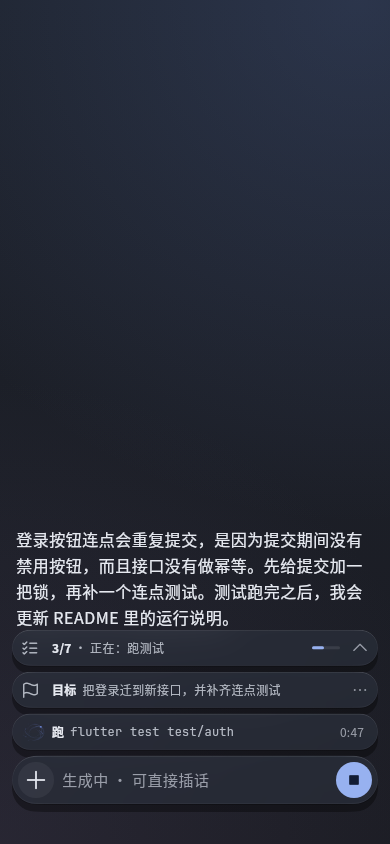 登录按钮连点会重复提交，是因为提交期间没有
禁用按钮，而且接口没有做幂等。先给提交加一
把锁，再补一个连点测试。测试跑完之后，我会
更新 README 里的运行说明。
3/7 · 正在：跑测试
目标 把登录迁到新接口，并补齐连点测试 ···
跑 flutter test test/auth 0:47
生成中 · 可直接插话